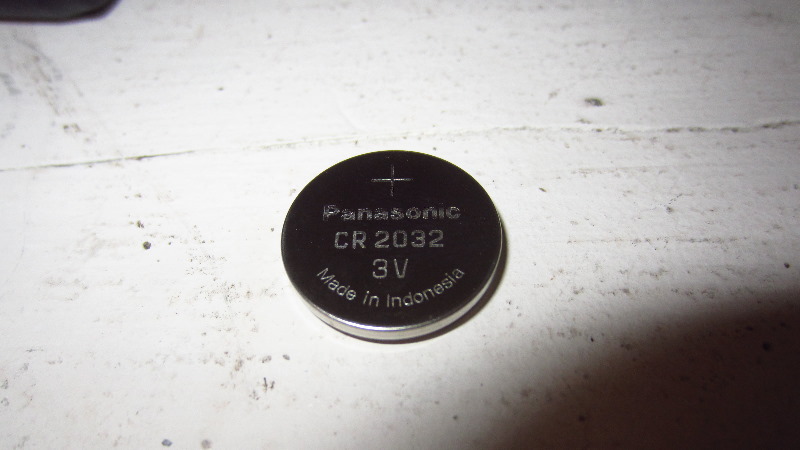 +
Panasonic
CR 2032
3V
Made in Indonesia